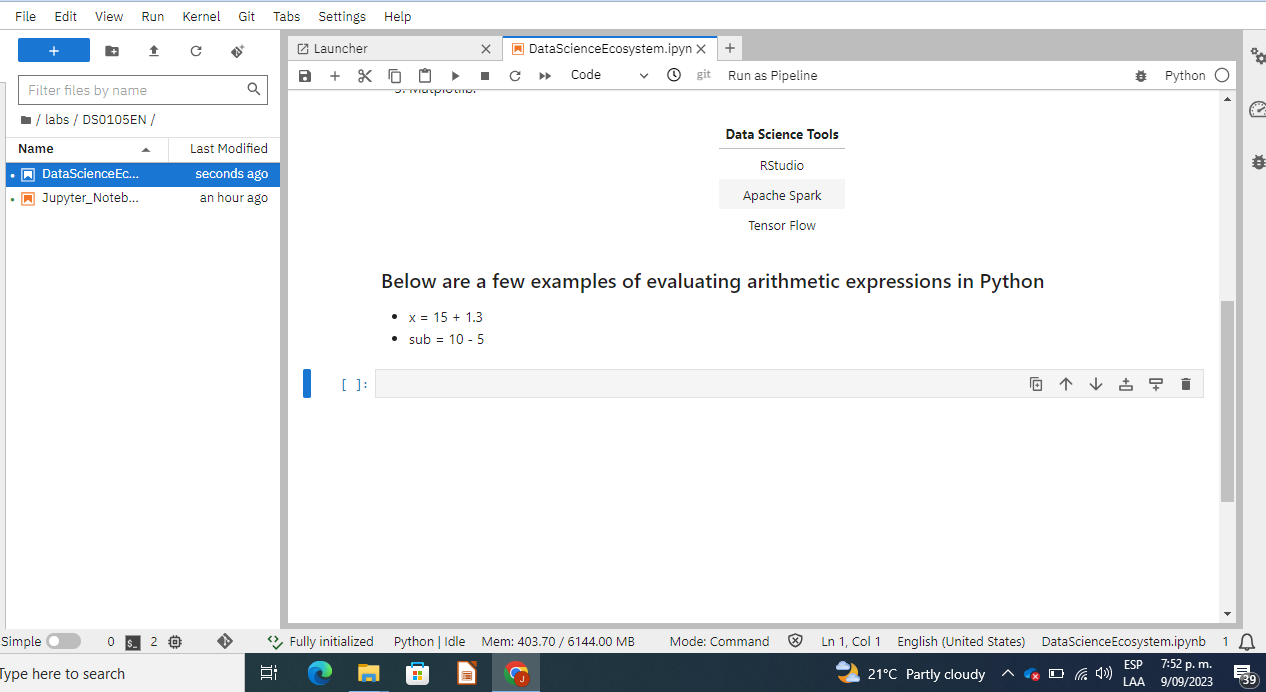 File Edit View Run Kernel Git Tabs Settings Help
Launcher
DataScienceEcosystem.ipyn
Code
git
Run as Pipeline
Python
Filter files by name
/ labs / DS0105EN /
Name Last Modified
DataScienceEc... seconds ago
Jupyter_Noteb... an hour ago
5. Matplotlib.
Data Science Tools
RStudio
Apache Spark
Tensor Flow
Below are a few examples of evaluating arithmetic expressions in Python
• x = 15 + 1.3
• sub = 10 - 5
[ ]:
Simple 0 2 Fully initialized Python | Idle Mem: 403.70 / 6144.00 MB Mode: Command Ln 1, Col 1 English (United States) DataScienceEcosystem.ipynb 1
Type here to search
21°C Partly cloudy
ESP
LAA
7:52 p. m.
9/09/2023
39